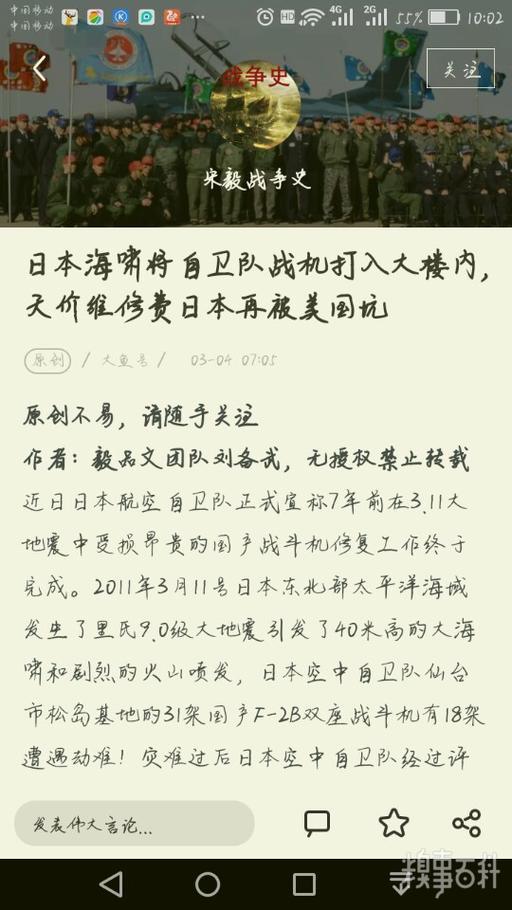 中国移动
中国移动
HD 4G 2G 55% 10:02
战争史
关注
宋毅战争史
日本海啸将自卫队战机打入大楼内,
天价维修费日本再被美国坑
原创 / 大鱼号 / 03-04 07:05
原创不易，请随手关注
作者：毅品文团队刘备武，无授权禁止转载
近日日本航空自卫队正式宣称7年前在3.11大
地震中受损昂贵的国产战斗机修复工作终于
完成。2011年3月11号日本东北部太平洋海域
发生了里氏9.0级大地震引发了40米高的大海
啸和剧烈的火山喷发，日本空中自卫队仙台
市松岛基地的31架国产F-2B双座战斗机有18架
遭遇劫难！灾难过后日本空中自卫队经过评
发表伟大言论...
糗事百科